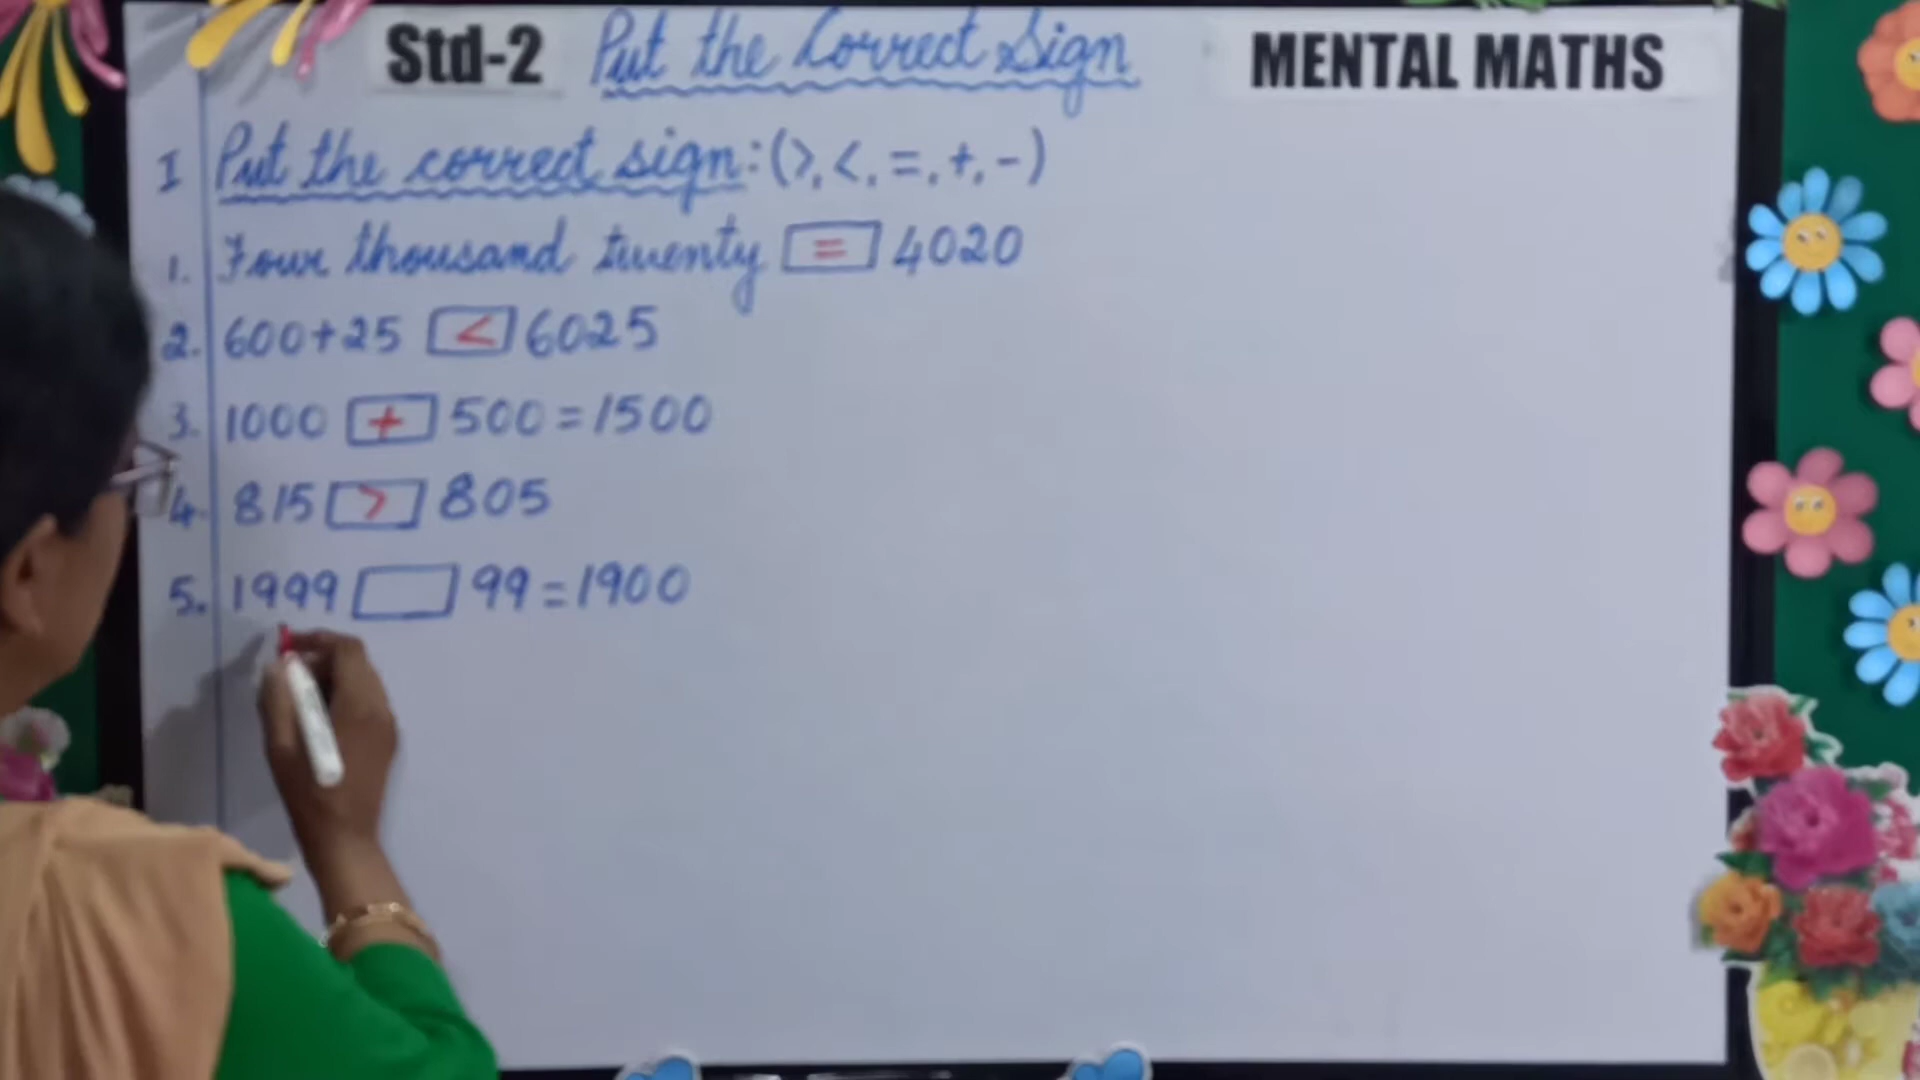 Std-2 Put the Correct Sign MENTAL MATHS
I Put the correct sign:(>, <, =, +, -)
1. Four thousand twenty = 4020
2. 600+25 < 6025
3. 1000 + 500=1500
4. 815 > 805
5. 1999 99=1900